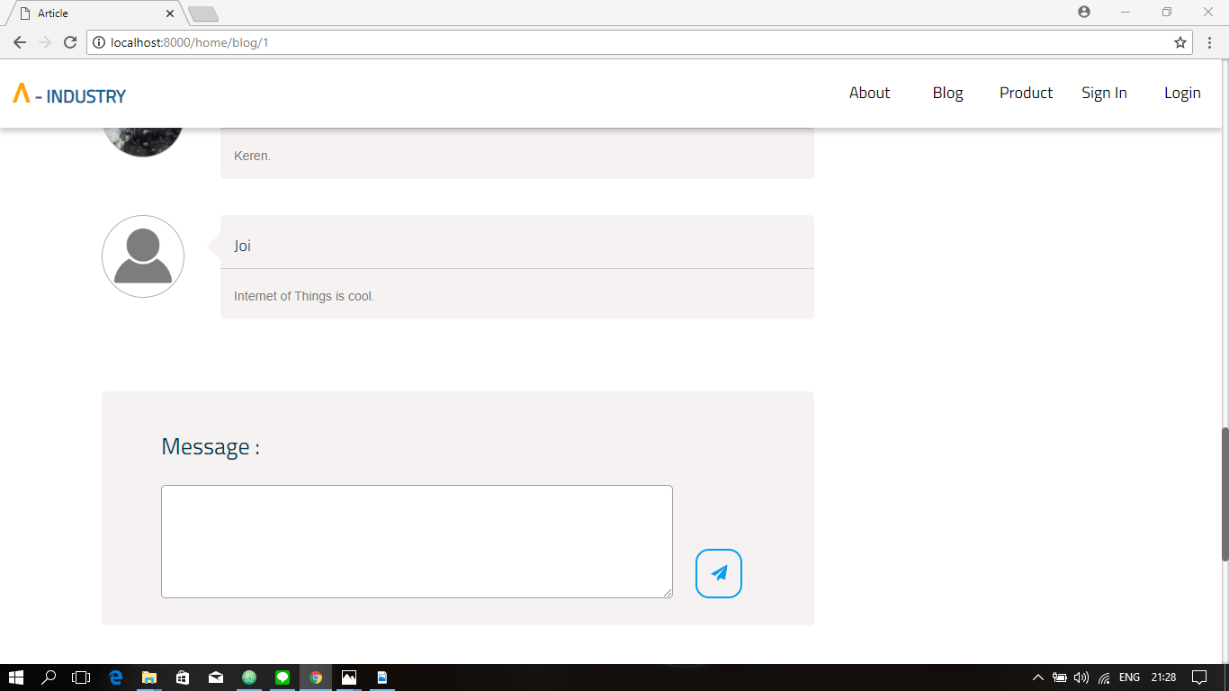 Article
localhost:8000/home/blog/1
Λ - INDUSTRY
About Blog Product Sign In Login
Keren.
Joi
Internet of Things is cool.
Message :
ENG 21:28